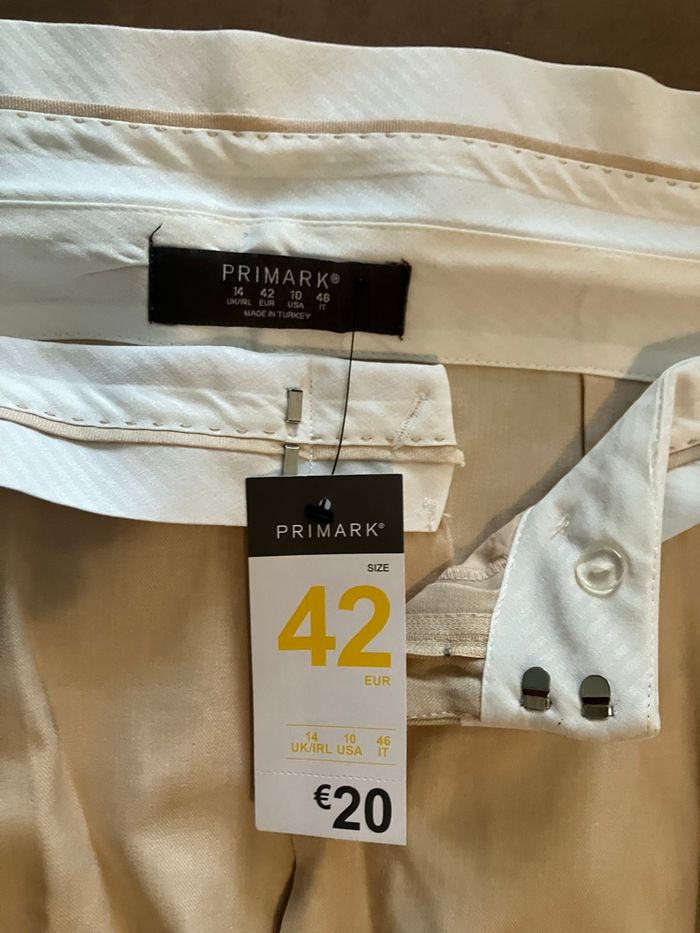 PRIMARK®
14 42 10 46
UK/IRL EUR USA IT
MADE IN TURKEY
PRIMARK®
SIZE
42
EUR
14 10 46
UK/IRL USA IT
€20